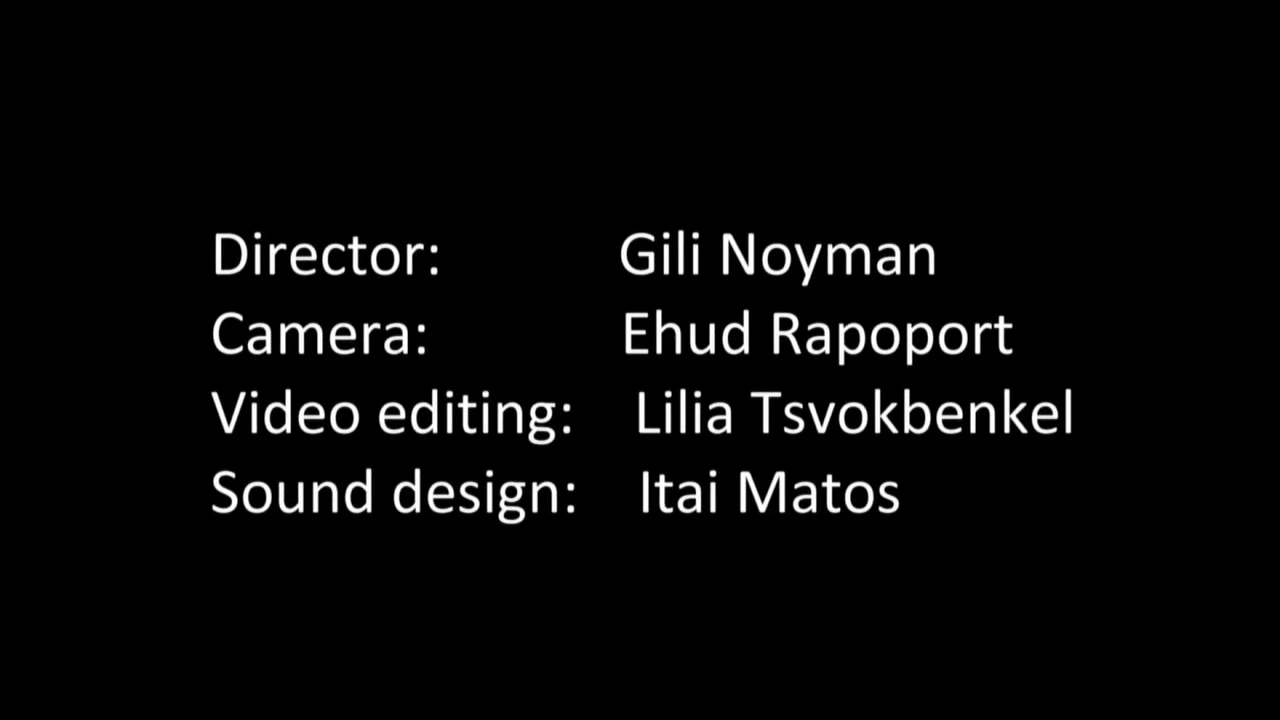 Director: Gili Noyman
Camera: Ehud Rapoport
Video editing: Lilia Tsvokbenkel
Sound design: Itai Matos